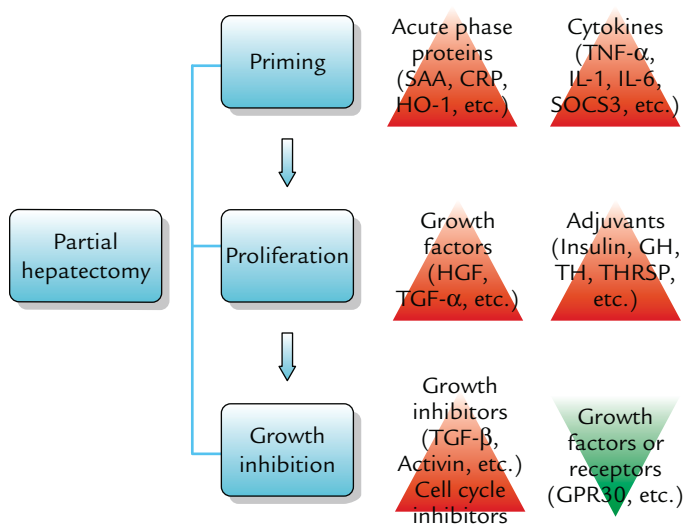 Priming
Acute phase
proteins
(SAA, CRP,
HO-1, etc.)
Cytokines
(TNF-α,
IL-1, IL-6,
SOCS3, etc.)
Partial
hepatectomy
Proliferation
Growth
factors
(HGF,
TGF-α, etc.)
Adjuvants
(Insulin, GH,
TH, THRSP,
etc.)
Growth
inhibition
Growth
inhibitors
(TGF-β,
Activin, etc.)
Cell cycle
inhibitors
Growth
factors or
receptors
(GPR30, etc.)